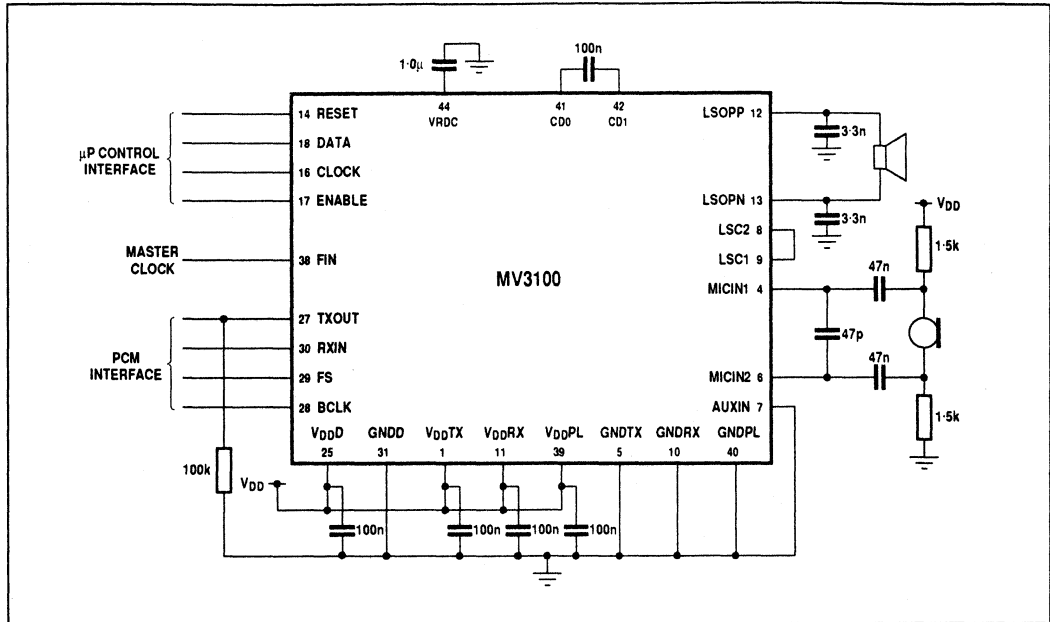 1·0µ
100n
44
VRDC
41
CD0
42
CD1
14 RESET
18 DATA
16 CLOCK
17 ENABLE
µP CONTROL
INTERFACE
MASTER
CLOCK
38 FIN
27 TXOUT
30 RXIN
29 FS
28 BCLK
PCM
INTERFACE
MV3100
LSOPP 12
3·3n
LSOPN 13
3·3n
LSC2 8
LSC1 9
MICIN1 4
MICIN2 6
AUXIN 7
VDD
1·5k
47n
47p
47n
1·5k
VDDD GNDD VDDTX VDDRX VDDPL GNDTX GNDRX GNDPL
25 31 1 11 39 5 10 40
100k
VDD
100n 100n 100n 100n